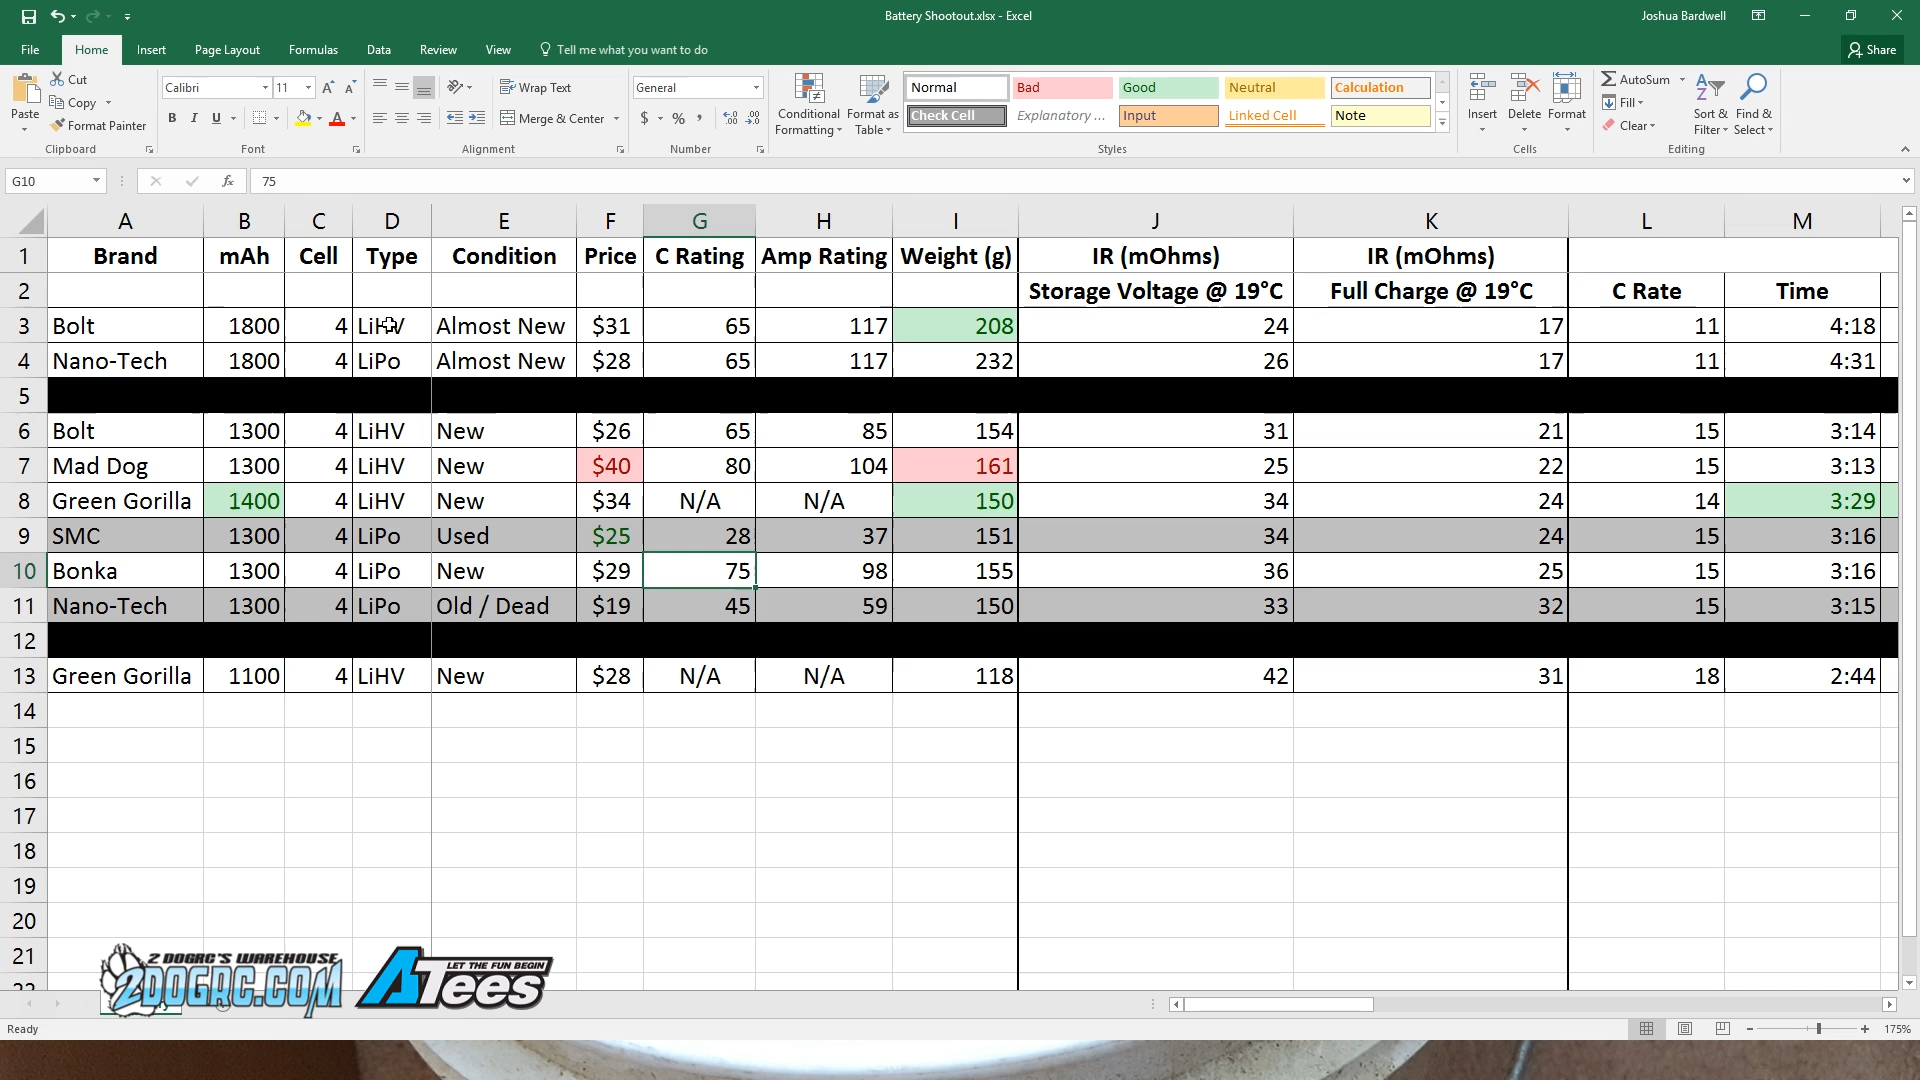 Battery Shootout.xlsx - Excel
Joshua Bardwell
File Home Insert Page Layout Formulas Data Review View Tell me what you want to do Share
Cut
Copy
Format Painter
Paste
Clipboard
Calibri 11
B I U
Font
Wrap Text
Merge & Center
Alignment
General
$ % ,
Number
Conditional Formatting
Format as Table
Normal Bad Good Neutral Calculation
Check Cell Explanatory ... Input Linked Cell Note
Styles
Insert Delete Format
Cells
AutoSum
Fill
Clear
Sort & Filter
Find & Select
Editing
G10 fx 75
A B C D E F G H I J K L M
1 Brand mAh Cell Type Condition Price C Rating Amp Rating Weight (g) IR (mOhms) IR (mOhms)
2 Storage Voltage @ 19°C Full Charge @ 19°C C Rate Time
3 Bolt 1800 4 LiHV Almost New $31 65 117 208 24 17 11 4:18
4 Nano-Tech 1800 4 LiPo Almost New $28 65 117 232 26 17 11 4:31
5
6 Bolt 1300 4 LiHV New $26 65 85 154 31 21 15 3:14
7 Mad Dog 1300 4 LiHV New $40 80 104 161 25 22 15 3:13
8 Green Gorilla 1400 4 LiHV New $34 N/A N/A 150 34 24 14 3:29
9 SMC 1300 4 LiPo Used $25 28 37 151 34 24 15 3:16
10 Bonka 1300 4 LiPo New $29 75 98 155 36 25 15 3:16
11 Nano-Tech 1300 4 LiPo Old / Dead $19 45 59 150 33 32 15 3:15
12
13 Green Gorilla 1100 4 LiHV New $28 N/A N/A 118 42 31 18 2:44
14
15
16
17
18
19
20
21
22
2 DOGRC'S WAREHOUSE
2DOGRC.COM
LET THE FUN BEGIN
ATees
Ready
175%